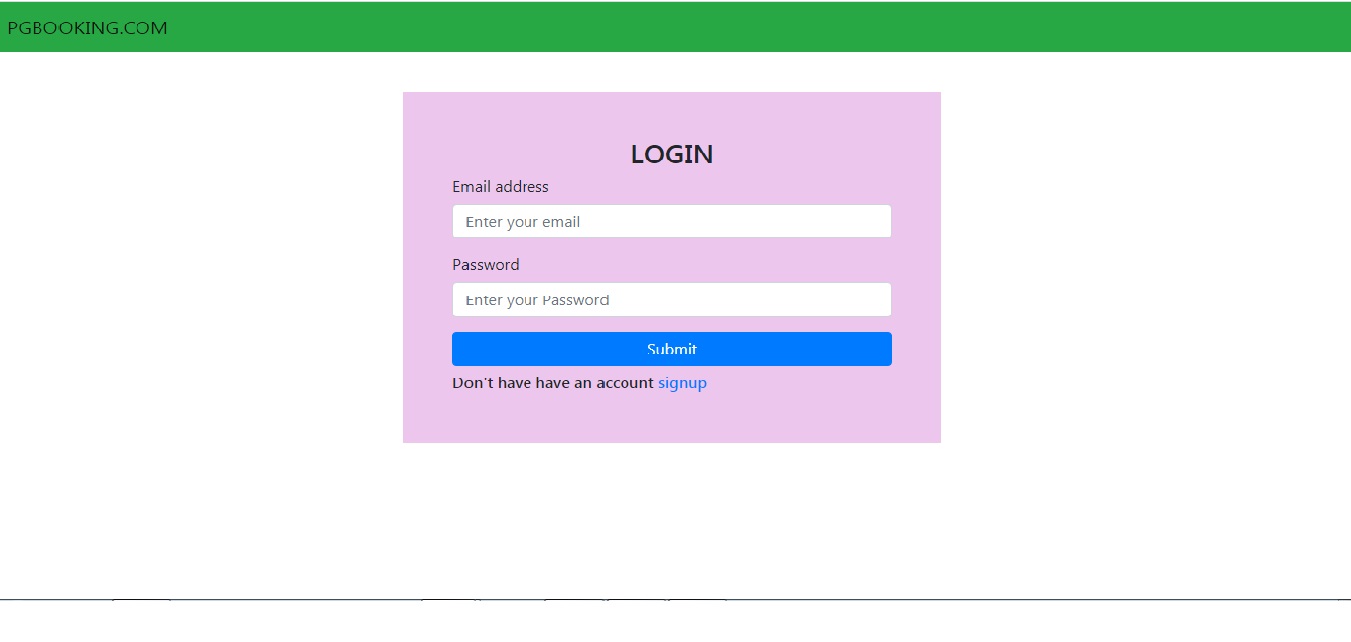 PGBOOKING.COM
LOGIN
Email address
Enter your email
Password
Enter your Password
Submit
Don't have have an account signup